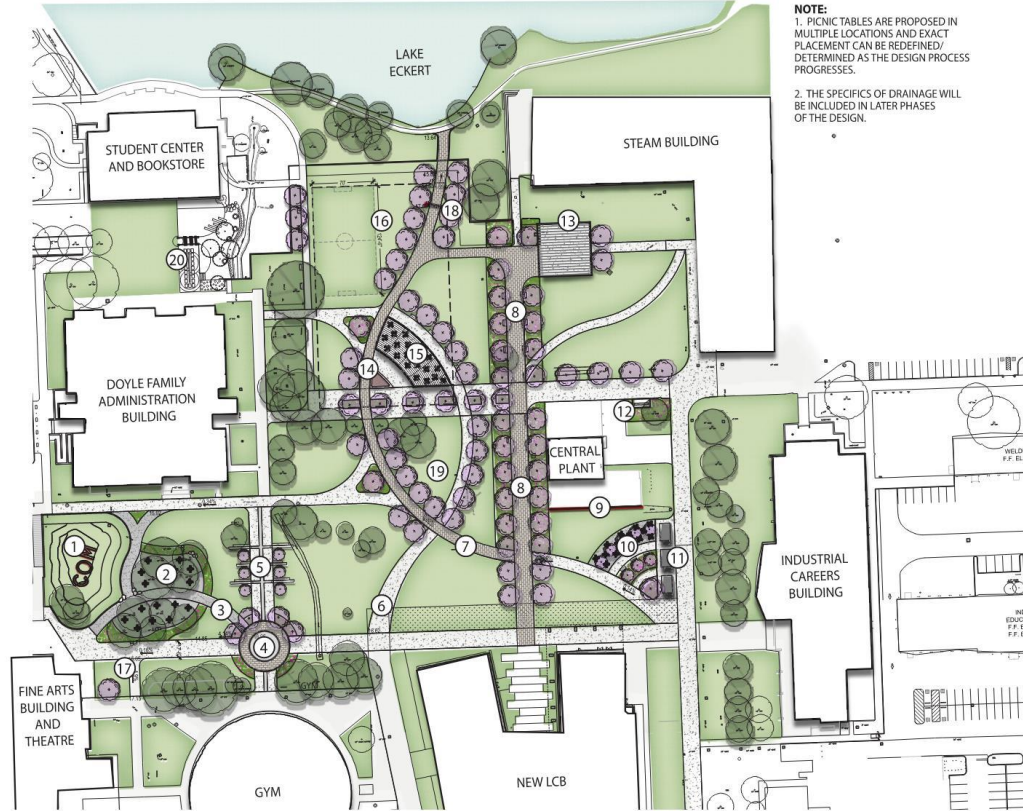 NOTE:
1. PICNIC TABLES ARE PROPOSED IN
MULTIPLE LOCATIONS AND EXACT
PLACEMENT CAN BE REDEFINED/
DETERMINED AS THE DESIGN PROCESS
PROGRESSES.
2. THE SPECIFICS OF DRAINAGE WILL
BE INCLUDED IN LATER PHASES
OF THE DESIGN.
LAKE
ECKERT
STUDENT CENTER
AND BOOKSTORE
STEAM BUILDING
16
18
13
20
8
15
14
DOYLE FAMILY
ADMINISTRATION
BUILDING
12
CENTRAL
PLANT
19
8
9
1
COM
2
5
7
10
11
INDUSTRIAL
CAREERS
BUILDING
3
6
4
17
FINE ARTS
BUILDING
AND
THEATRE
GYM
NEW LCB